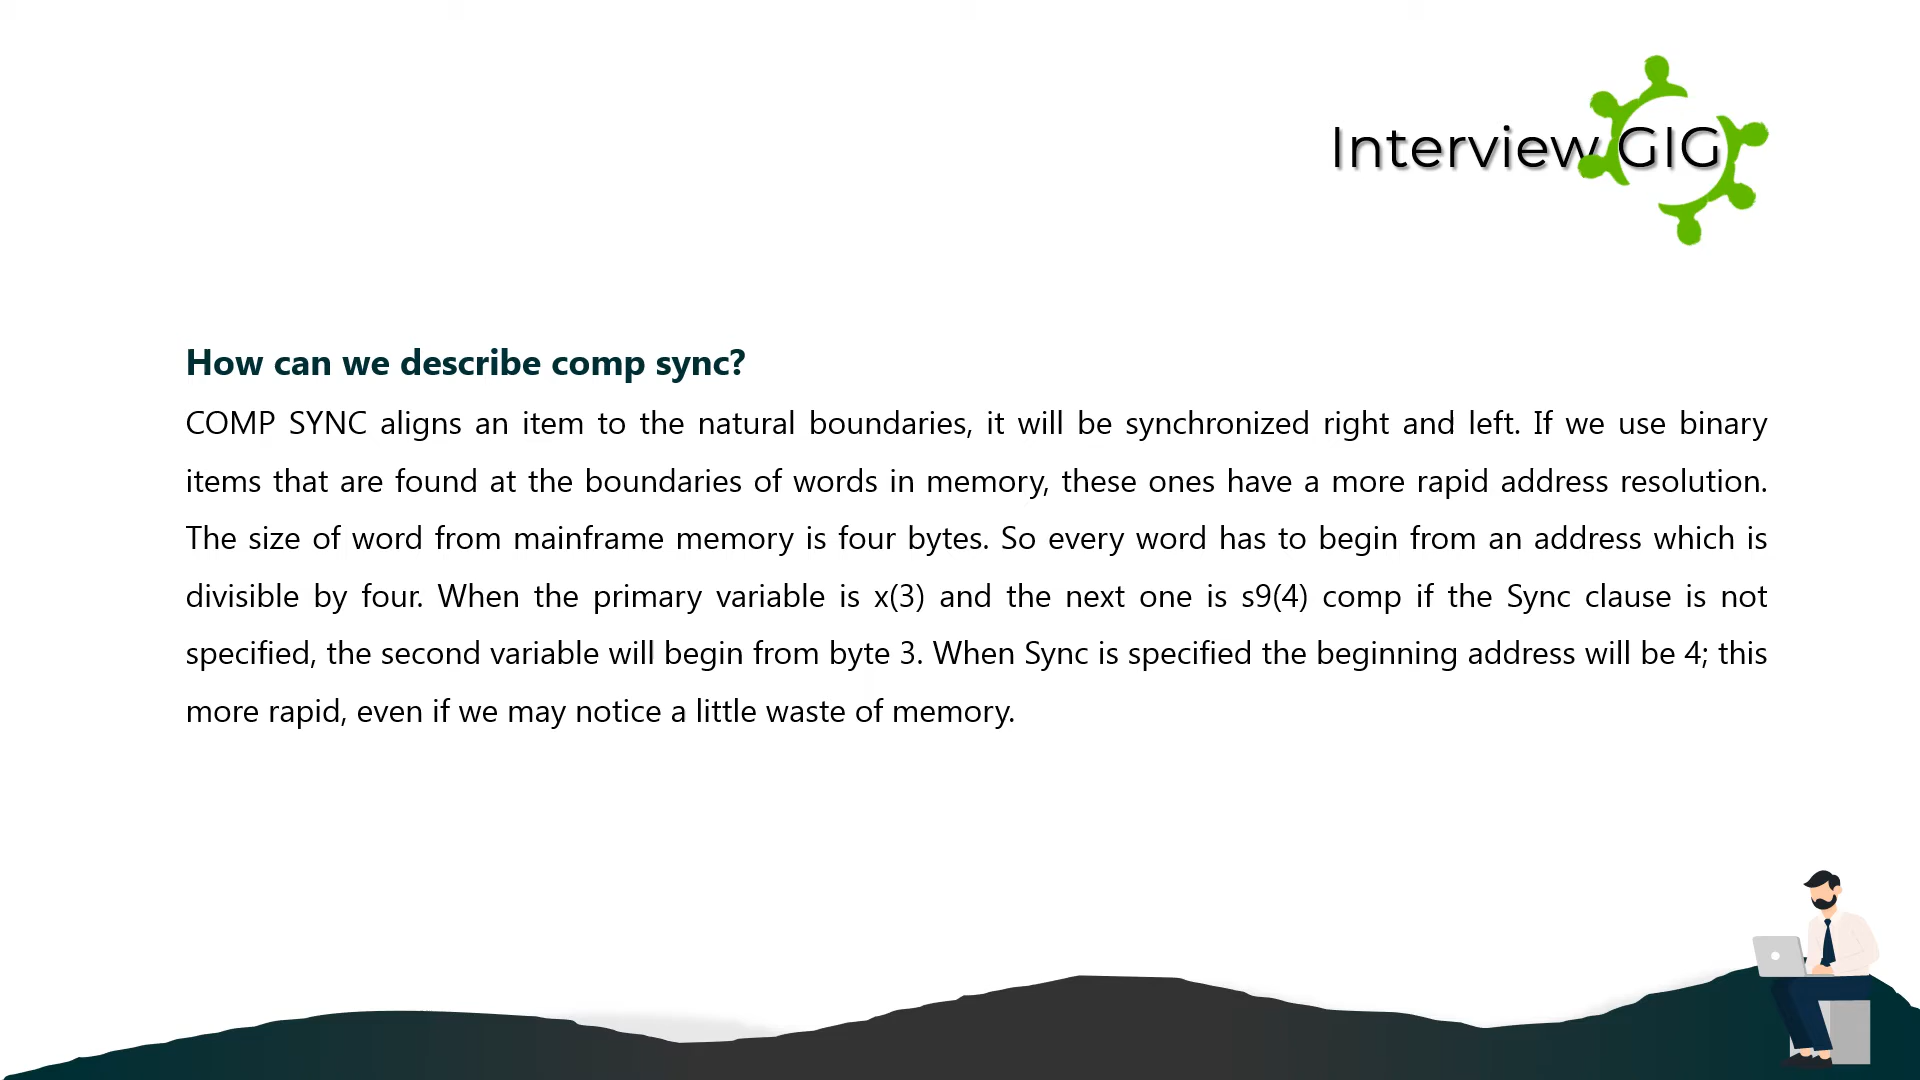 Interview GIG
How can we describe comp sync?
COMP SYNC aligns an item to the natural boundaries, it will be synchronized right and left. If we use binary
items that are found at the boundaries of words in memory, these ones have a more rapid address resolution.
The size of word from mainframe memory is four bytes. So every word has to begin from an address which is
divisible by four. When the primary variable is x(3) and the next one is s9(4) comp if the Sync clause is not
specified, the second variable will begin from byte 3. When Sync is specified the beginning address will be 4; this
more rapid, even if we may notice a little waste of memory.